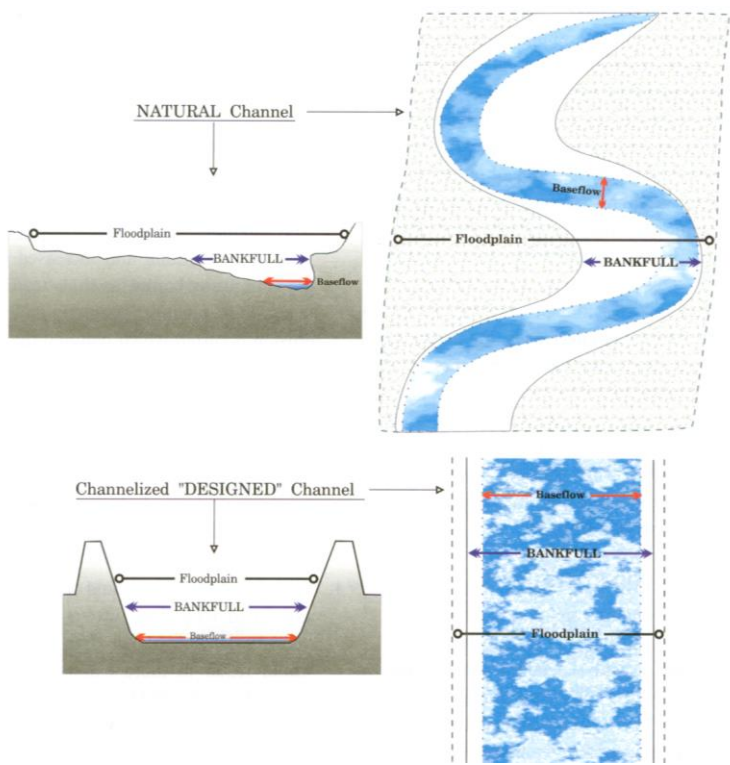 NATURAL Channel
Baseflow
Floodplain
Floodplain
BANKFULL
BANKFULL
Baseflow
Channelized "DESIGNED" Channel
Baseflow
BANKFULL
Floodplain
BANKFULL
Baseflow
Floodplain